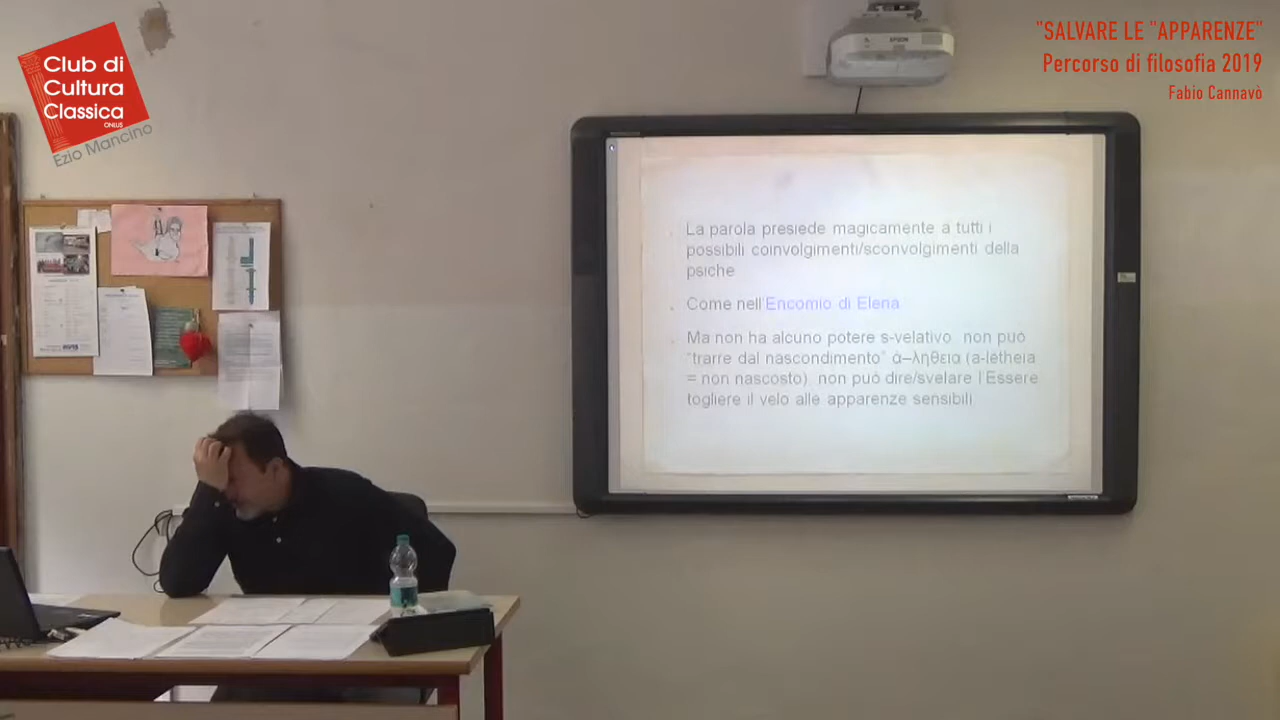 Club di
Cultura
Classica
ONLUS
Ezio Mancino
"SALVARE LE "APPARENZE"
Percorso di filosofia 2019
Fabio Cannavò
EPSON
La parola presiede magicamente a tutti i
possibili coinvolgimenti/sconvolgimenti della
psiche
Come nell'Encomio di Elena
Ma non ha alcuno potere s-velativo non può
"trarre dal nascondimento" ἀ–ληθεια (a-lètheia
= non nascosto) non può dire/svelare l'Essere
togliere il velo alle apparenze sensibili